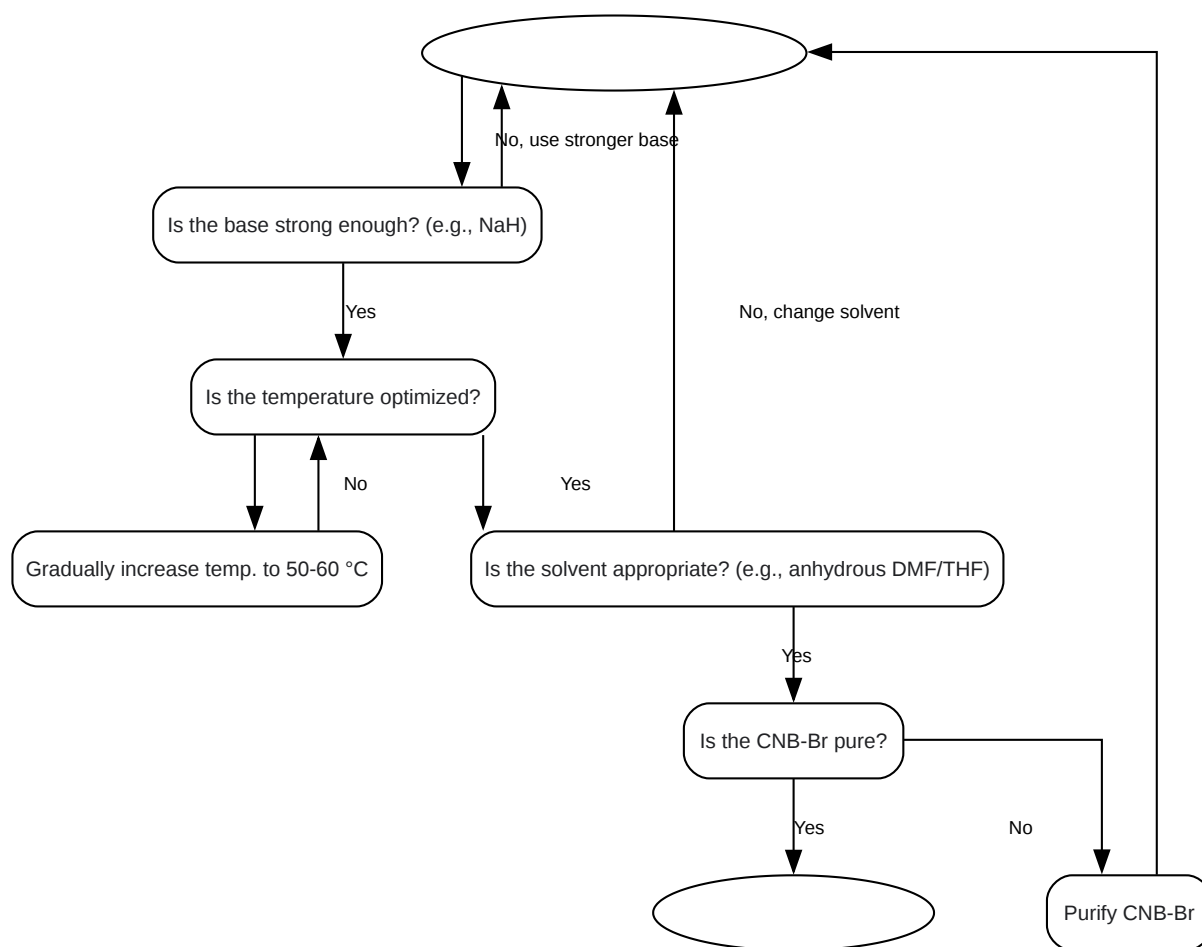 No, use stronger base
Is the base strong enough? (e.g., NaH)
Yes
No, change solvent
Is the temperature optimized?
No
Yes
Gradually increase temp. to 50-60 °C
Is the solvent appropriate? (e.g., anhydrous DMF/THF)
Yes
Is the CNB-Br pure?
Yes
No
Purify CNB-Br